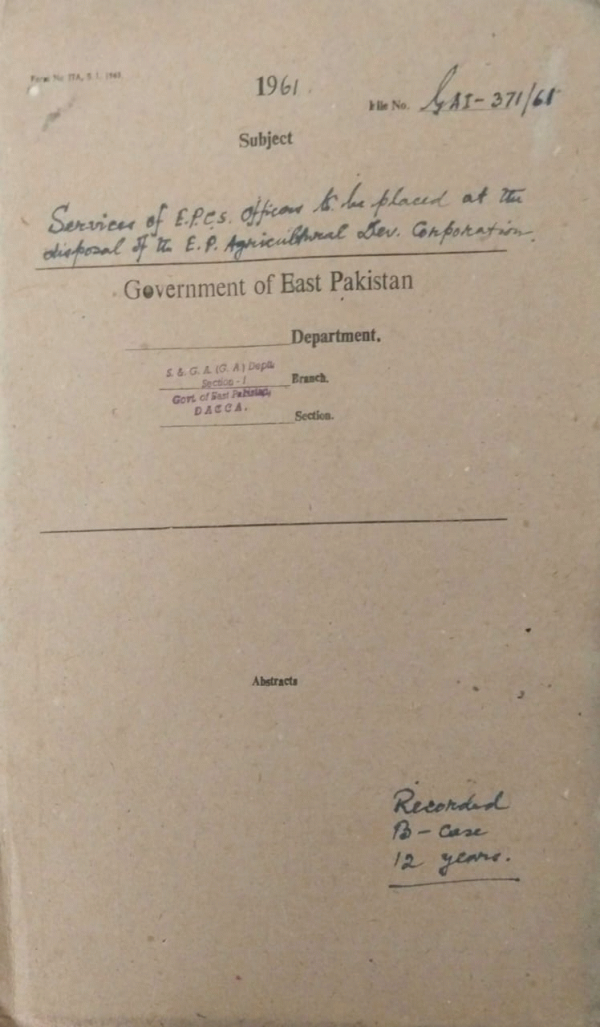 Form No
1961.
File No. GAI-371/61
Subject
Services of E.P.C.S. officers to be placed at the
disposal of the E.P. Agricultural Dev. Corporation.
Government of East Pakistan
Department.
S. & G. A. (G. A) Deptt.
Section-I
Branch.
Govt. of East Pakistan,
DACCA.
Section.
Abstracts
Recorded
B-case
12 years.